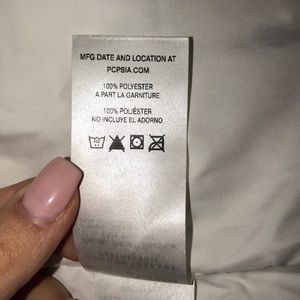 MFG DATE AND LOCATION AT
PCPSIA.COM
100% POLYESTER
A PART LA GARNITURE
100% POLIÉSTER
NO INCLUYE EL ADORNO